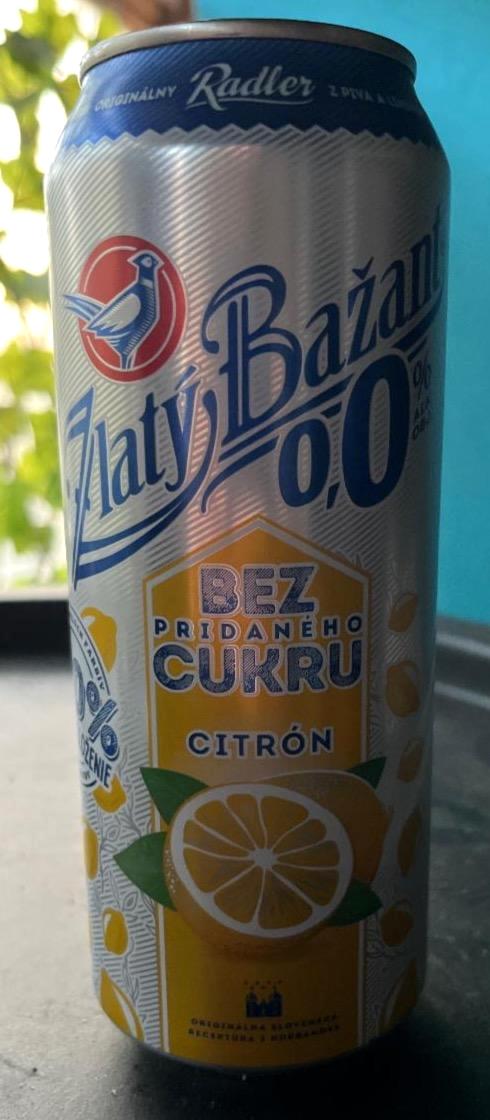 ORIGINÁLNY Radler Z PIVA A
Zlatý Bažant
0,0%
BEZ
PRIDANÉHO
CUKRU
CITRÓN
%
ORIGINÁLNA SLOVENSKÁ
RECEPTÚRA Z HURBANOVA